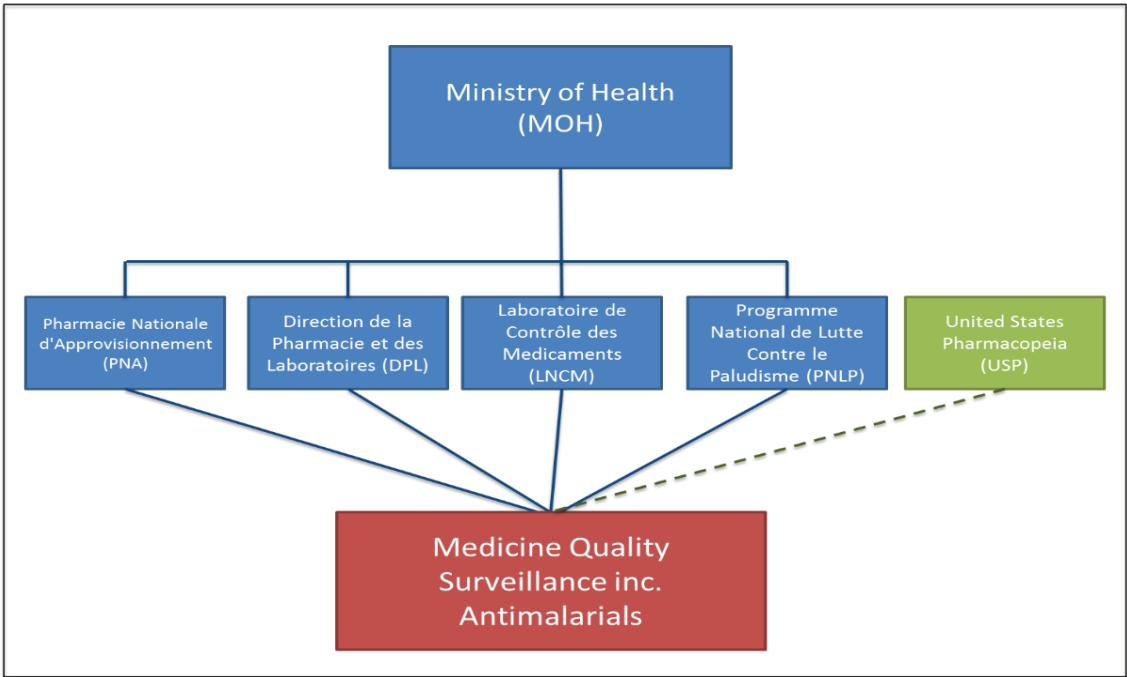 Ministry of Health
(MOH)
Pharmacie Nationale
d'Approvisionnement
(PNA)
Direction de la
Pharmacie et des
Laboratoires (DPL)
Laboratoire de
Contrôle des
Medicaments
(LNCM)
Programme
National de Lutte
Contre le
Paludisme (PNLP)
United States
Pharmacopeia
(USP)
Medicine Quality
Surveillance inc.
Antimalarials